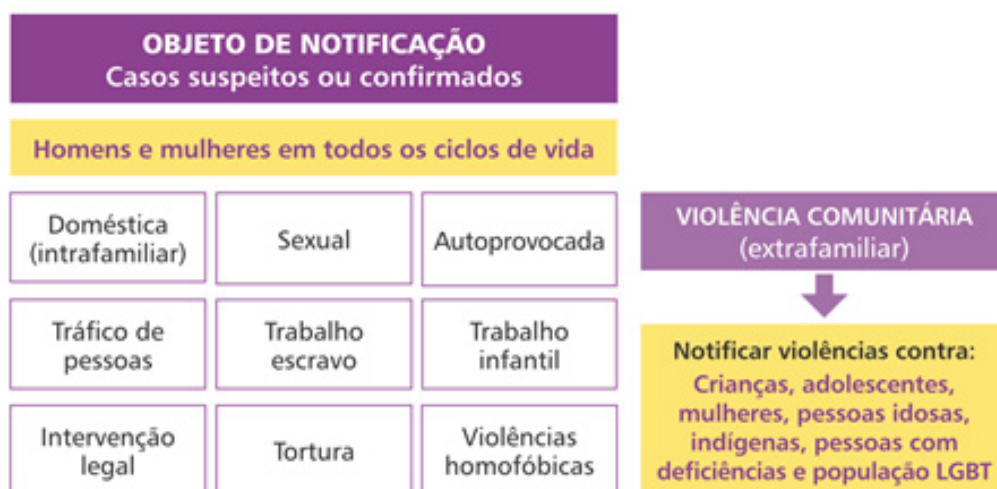 OBJETO DE NOTIFICAÇÃO
Casos suspeitos ou confirmados
Homens e mulheres em todos os ciclos de vida
Doméstica
(intrafamiliar)
Sexual
Autoprovocada
Tráfico de
pessoas
Trabalho
escravo
Trabalho
infantil
Intervenção
legal
Tortura
Violências
homofóbicas
VIOLÊNCIA COMUNITÁRIA
(extrafamiliar)
Notificar violências contra:
Crianças, adolescentes,
mulheres, pessoas idosas,
indígenas, pessoas com
deficiências e população LGBT